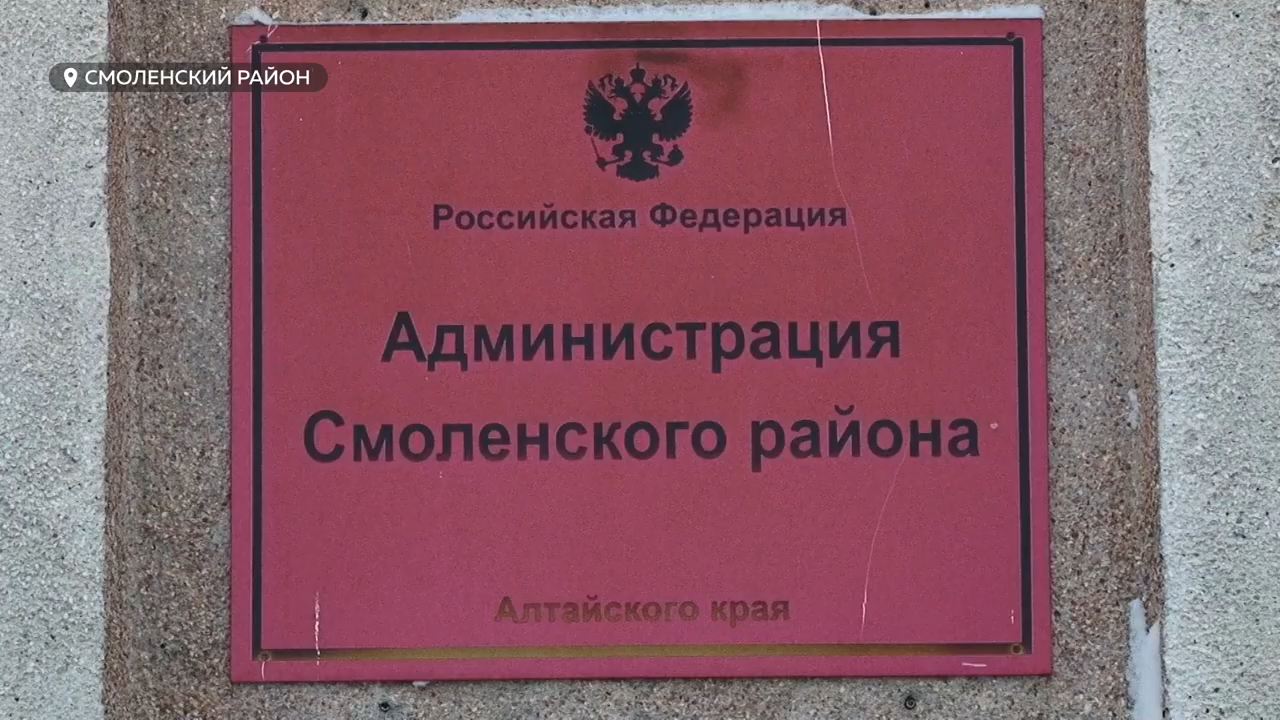 СМОЛЕНСКИЙ РАЙОН
Российская Федерация
Администрация
Смоленского района
Алтайского края